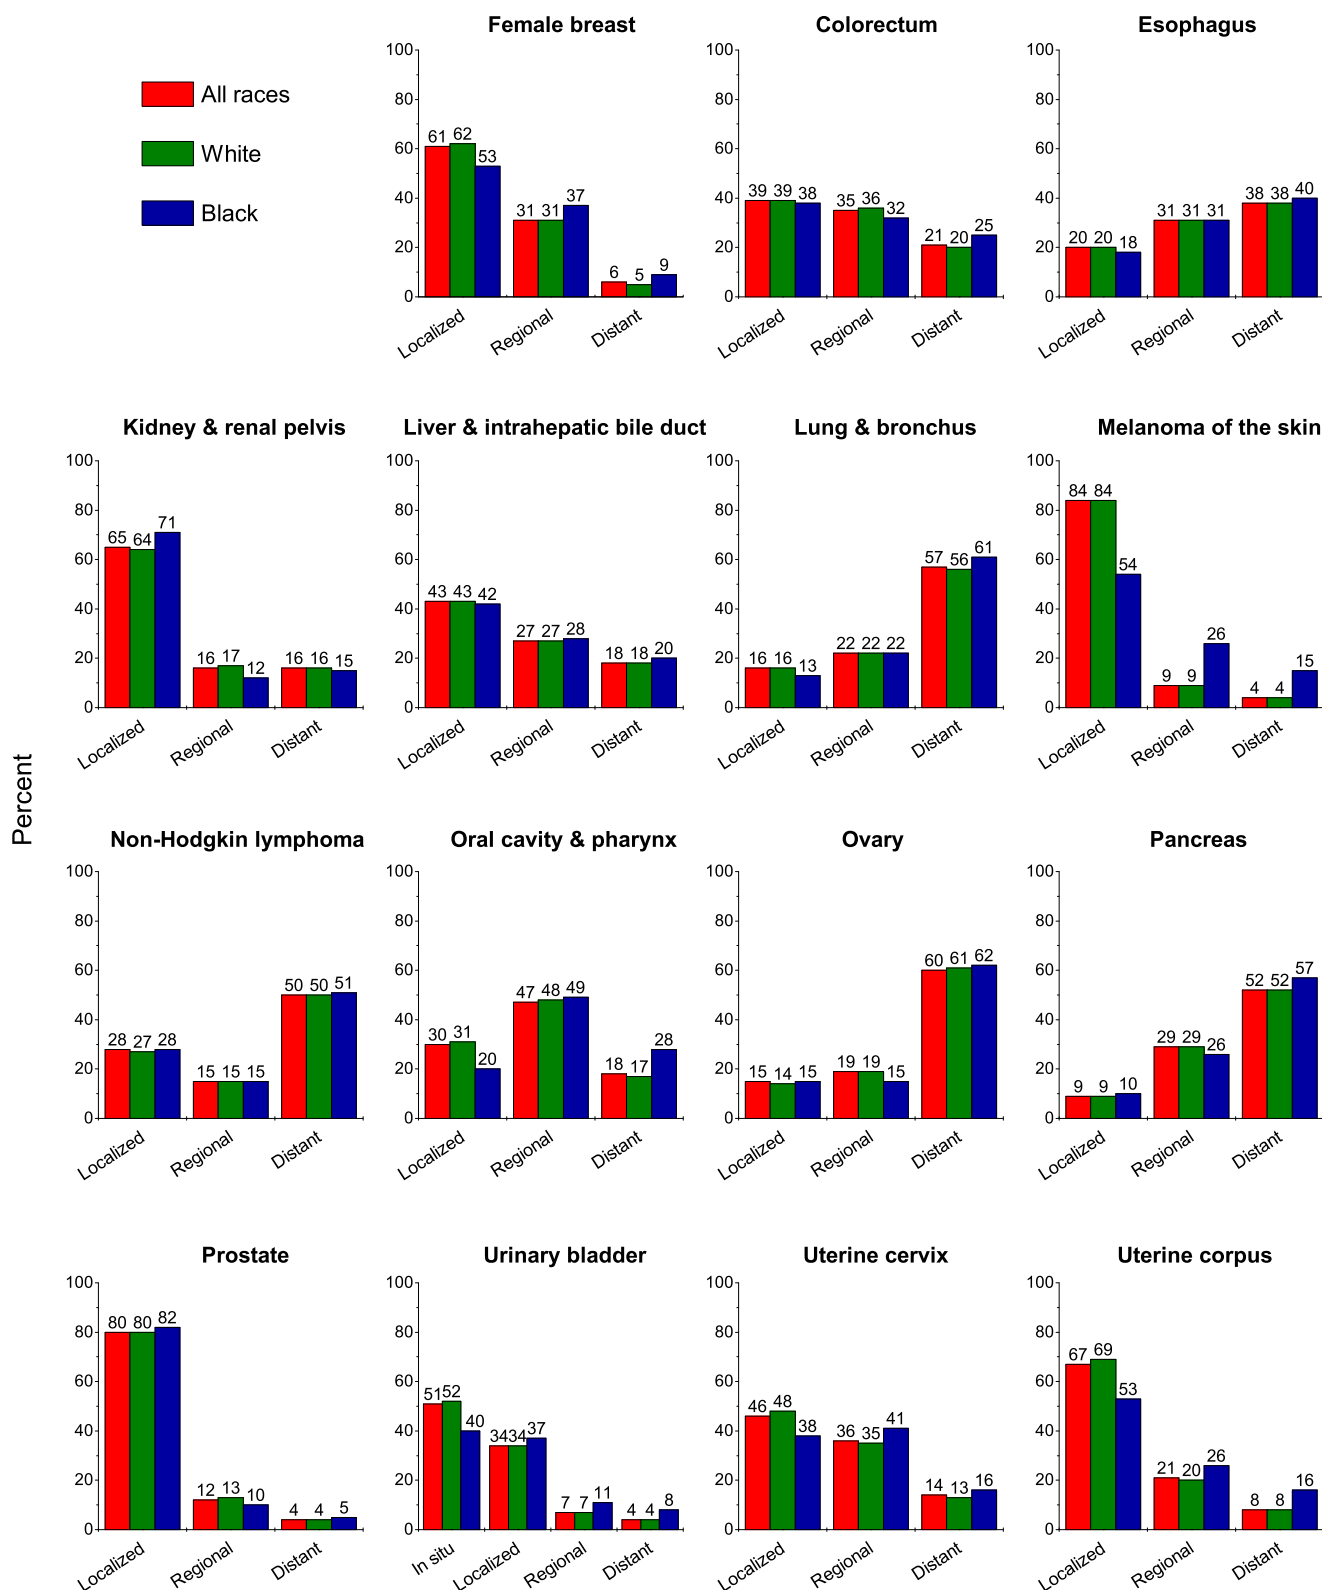 Female breast
Colorectum
Esophagus
All races
White
Black
100
80
60
40
20
0
61 62 53
31 31 37
6 5 9
Localized
Regional
Distant
100
80
60
40
20
0
39 39 38
35 36 32
21 20 25
Localized
Regional
Distant
100
80
60
40
20
0
20 20 18
31 31 31
38 38 40
Localized
Regional
Distant
Percent
Kidney & renal pelvis
Liver & intrahepatic bile duct
Lung & bronchus
Melanoma of the skin
100
80
60
40
20
0
65 64 71
16 17 12
16 16 15
Localized
Regional
Distant
100
80
60
40
20
0
43 43 42
27 27 28
18 18 20
Localized
Regional
Distant
100
80
60
40
20
0
16 16 13
22 22 22
57 56 61
Localized
Regional
Distant
100
80
60
40
20
0
84 84 54
9 9 26
4 4 15
Localized
Regional
Distant
Non-Hodgkin lymphoma
Oral cavity & pharynx
Ovary
Pancreas
100
80
60
40
20
0
28 27 28
15 15 15
50 50 51
Localized
Regional
Distant
100
80
60
40
20
0
30 31 20
47 48 49
18 17 28
Localized
Regional
Distant
100
80
60
40
20
0
15 14 15
19 19 15
60 61 62
Localized
Regional
Distant
100
80
60
40
20
0
9 9 10
29 29 26
52 52 57
Localized
Regional
Distant
Prostate
Urinary bladder
Uterine cervix
Uterine corpus
100
80
60
40
20
0
80 80 82
12 13 10
4 4 5
Localized
Regional
Distant
100
80
60
40
20
0
51 52 40
34 34 37
7 7 11
4 4 8
In situ
Localized
Regional
Distant
100
80
60
40
20
0
46 48 38
36 35 41
14 13 16
Localized
Regional
Distant
100
80
60
40
20
0
67 69 53
21 20 26
8 8 16
Localized
Regional
Distant